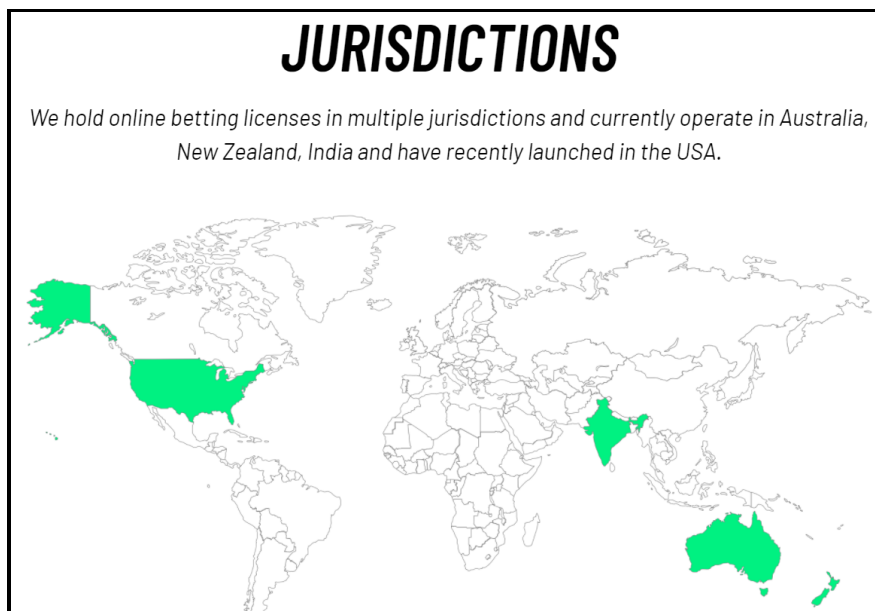 JURISDICTIONS
We hold online betting licenses in multiple jurisdictions and currently operate in Australia,
New Zealand, India and have recently launched in the USA.